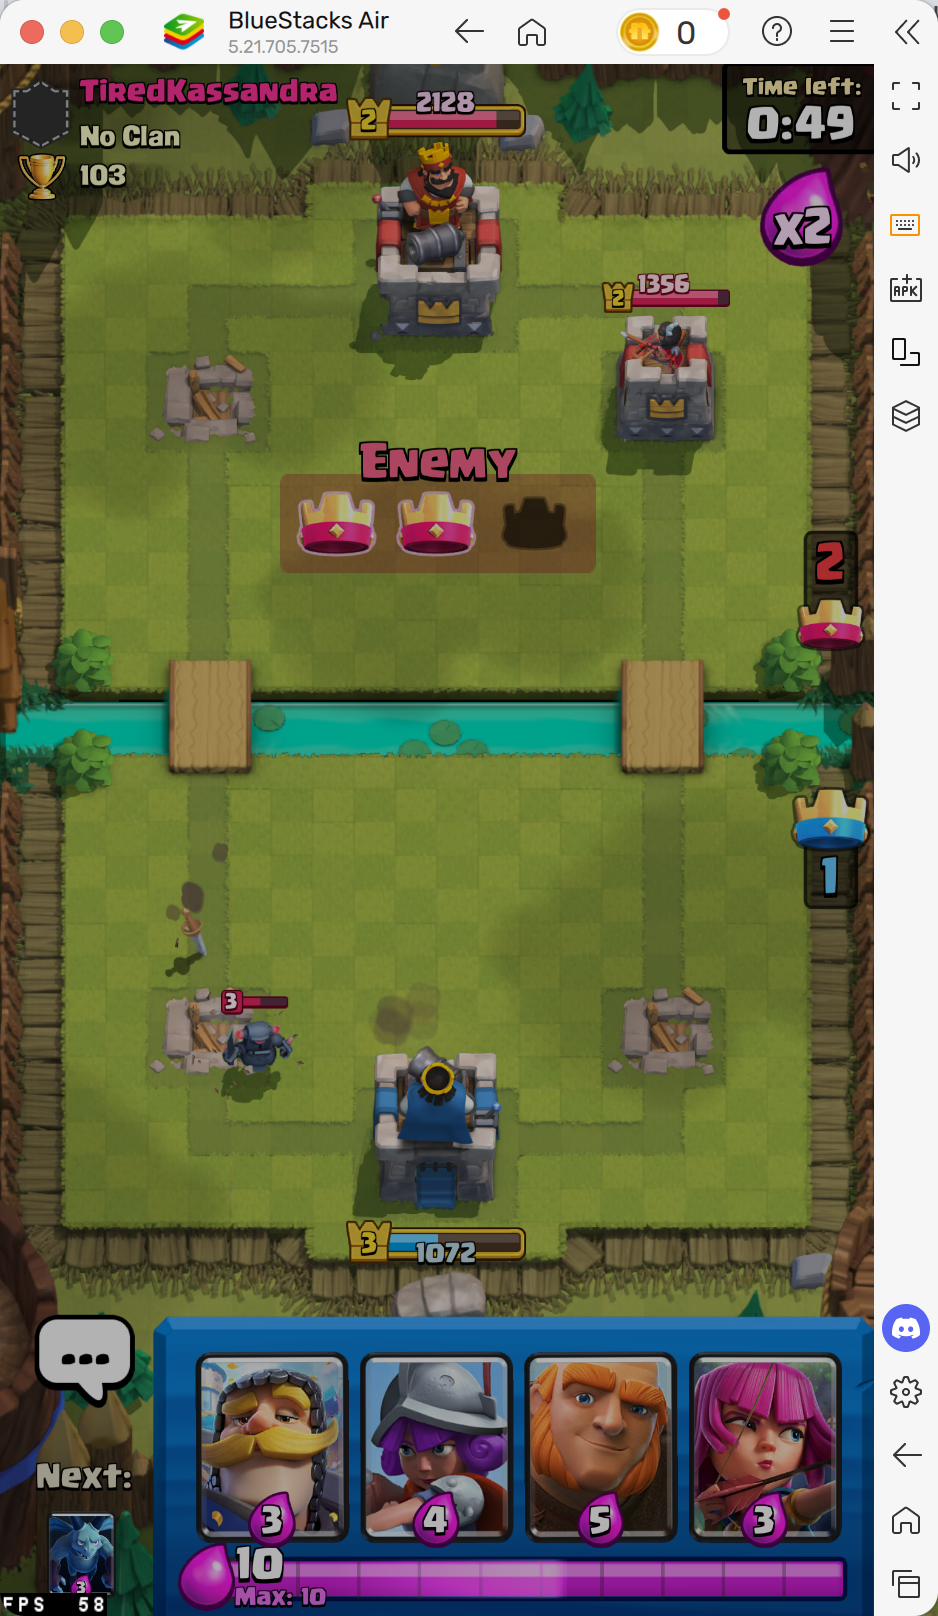 BlueStacks Air
5.21.705.7515
0
TiredKassandra
No Clan
103
2
2128
Time left:
0:49
x2
2
1356
Enemy
2
1
3
3
1072
Next:
3
3
4
5
3
10
Max: 10
FPS 58
APK